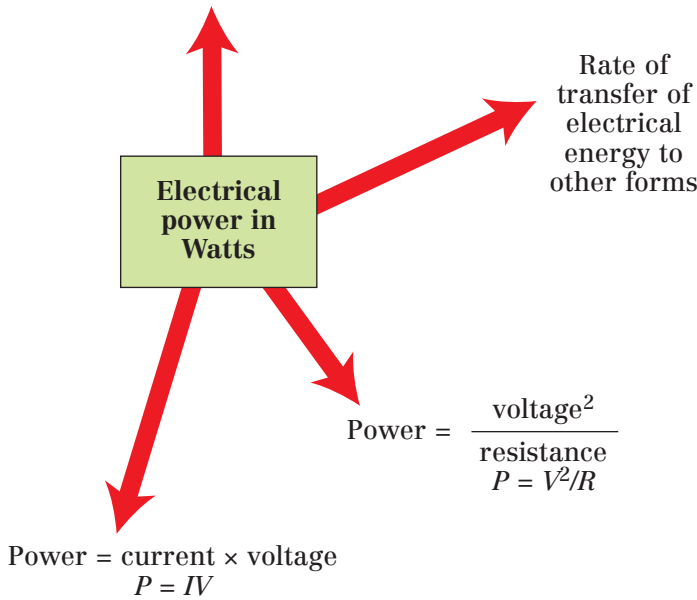 Rate of
transfer of
electrical
energy to
other forms
Electrical
power in
Watts
Power = voltage²
resistance
P = V²/R
Power = current × voltage
P = IV